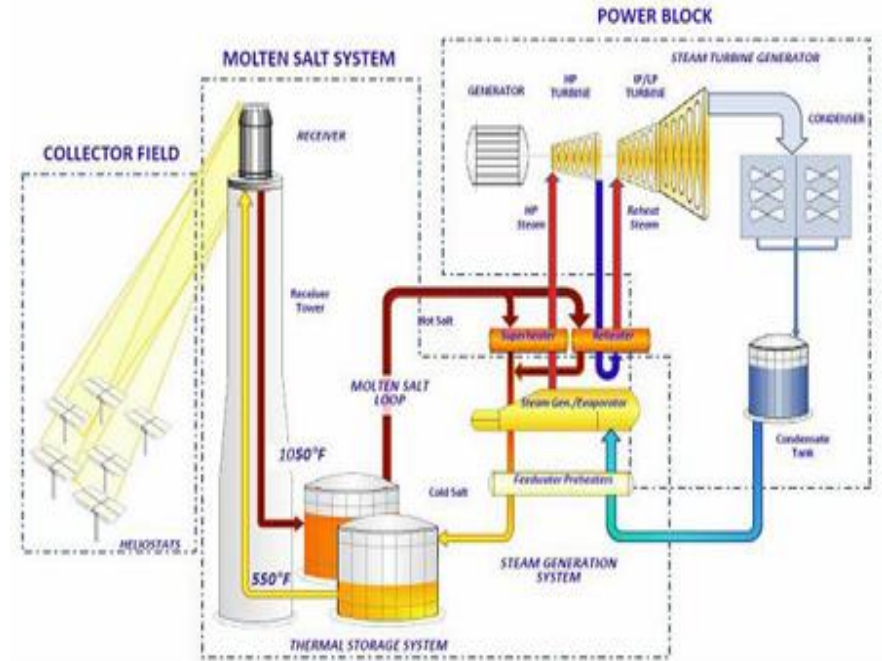 POWER BLOCK
MOLTEN SALT SYSTEM
STEAM TURBINE GENERATOR
GENERATOR
HP
TURBINE
IP/LP
TURBINE
CONDENSER
RECEIVER
COLLECTOR FIELD
HP
Steam
Reheat
Steam
Receiver
Tower
Hot Salt
Superheater
Reheater
MOLTEN SALT
LOOP
Steam Gen./Evaporator
Condensate
Tank
1050°F
Cold Salt
Feedwater Preheaters
HELIOSTATS
550°F
STEAM GENERATION
SYSTEM
THERMAL STORAGE SYSTEM